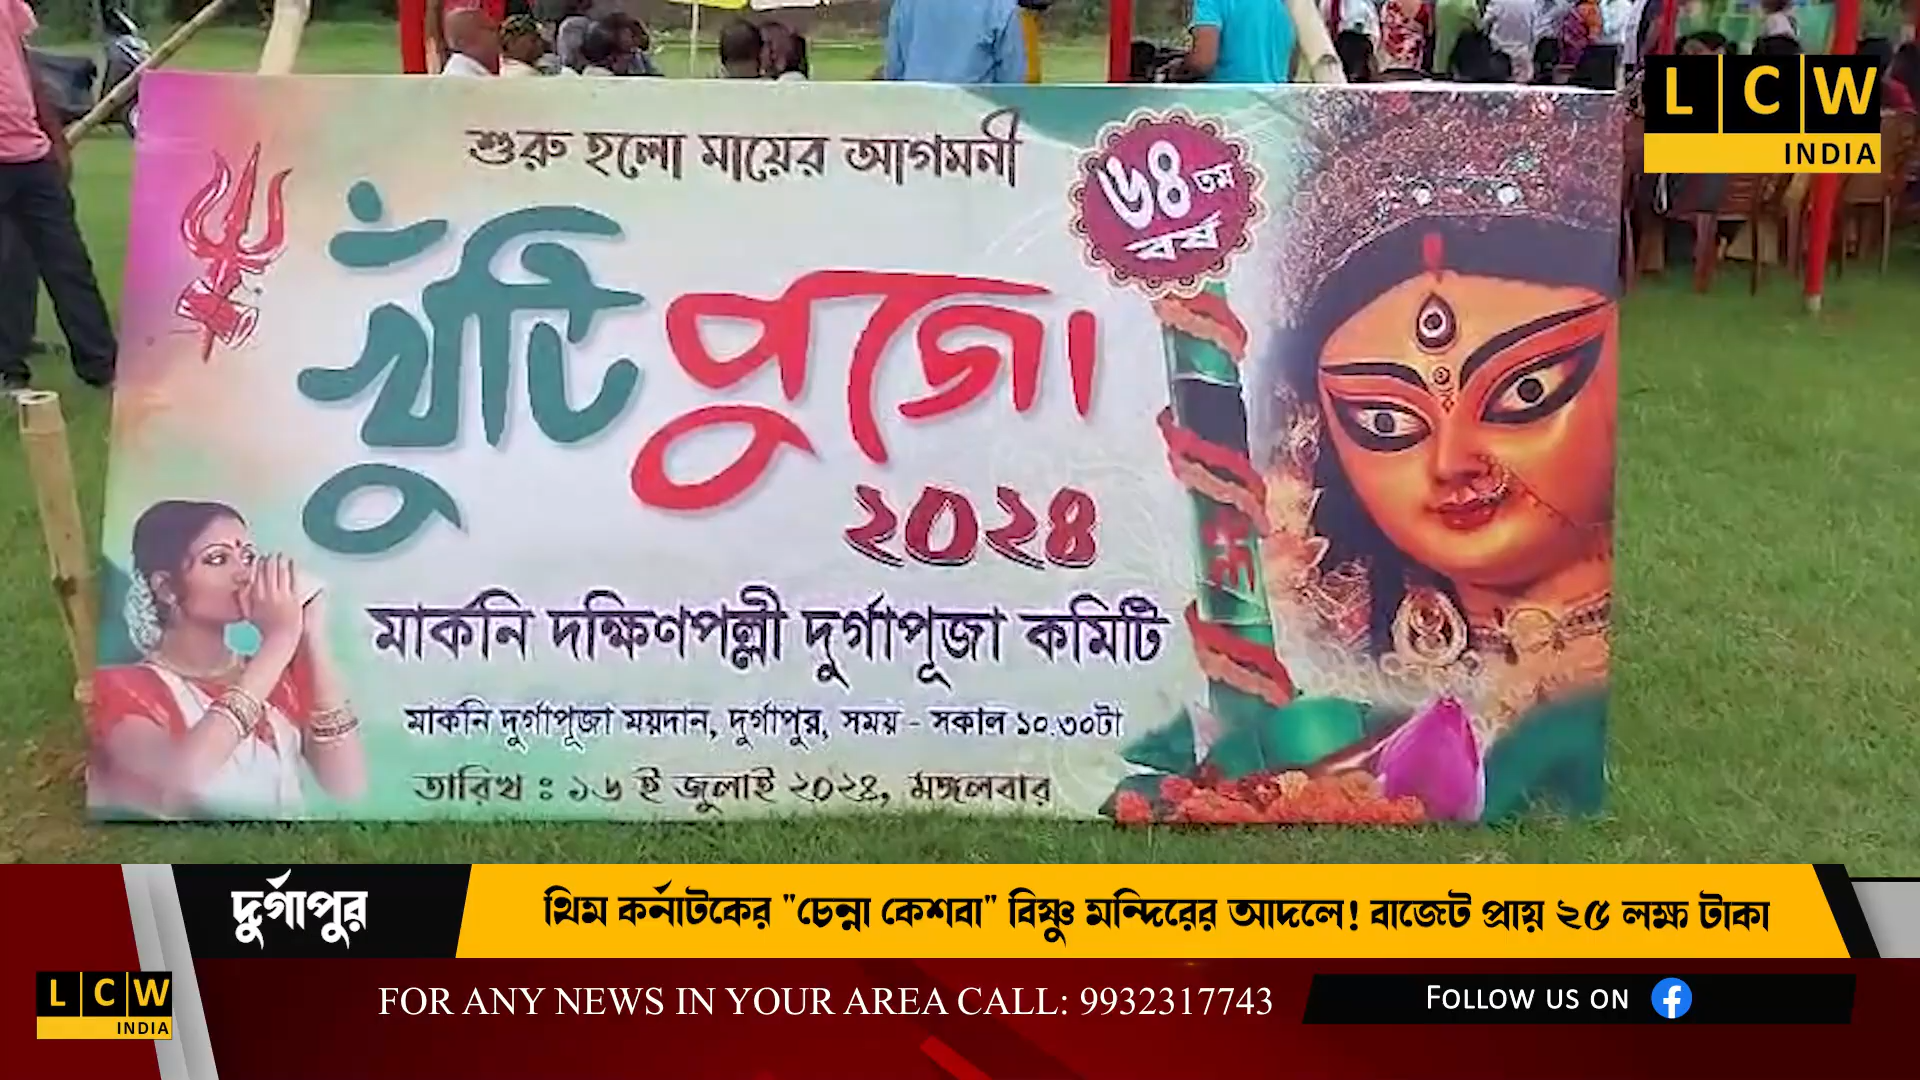 শুরু হলো মায়ের আগমনী
৬৪ তম
বর্ষ
খুঁটি পুজো
২০২৪
মার্কনি দক্ষিণপল্লী দুর্গাপূজা কমিটি
মার্কনি দুর্গাপূজা ময়দান, দুর্গাপুর, সময় - সকাল ১০.৩০টা
তারিখ : ১৬ ই জুলাই ২০২৪, মঙ্গলবার
LCW
INDIA
দুর্গাপুর
থিম কর্নাটকের "চেন্না কেশবা" বিষ্ণু মন্দিরের আদলে! বাজেট প্রায় ২৫ লক্ষ টাকা
LCW
INDIA
FOR ANY NEWS IN YOUR AREA CALL: 9932317743
FOLLOW US ON